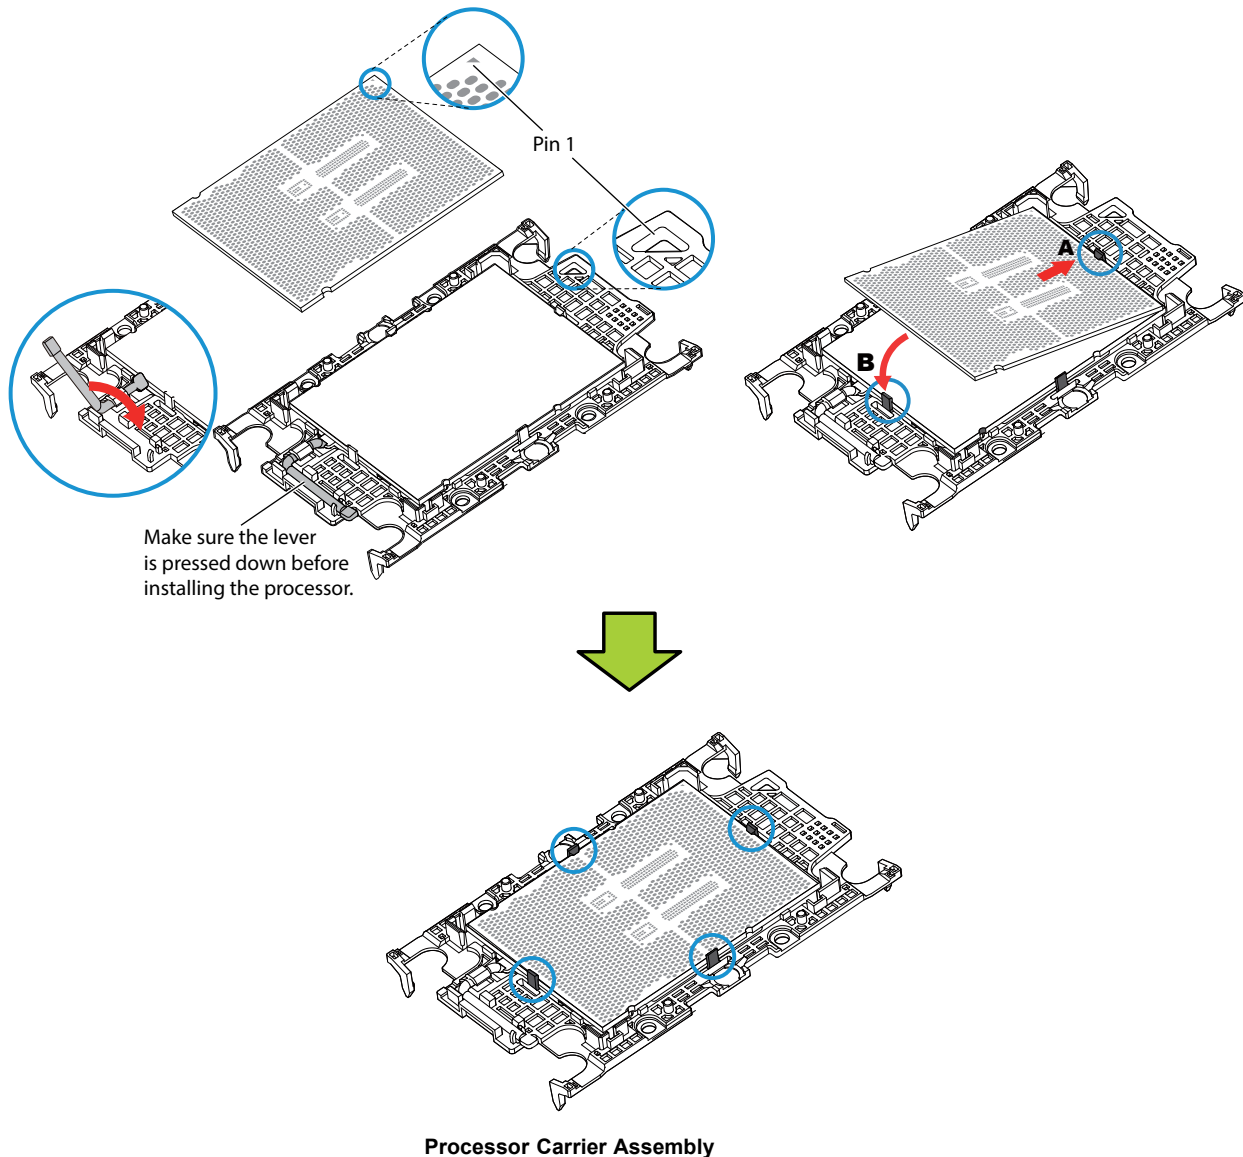 Pin 1
A
B
Make sure the lever
is pressed down before
installing the processor.
Processor Carrier Assembly